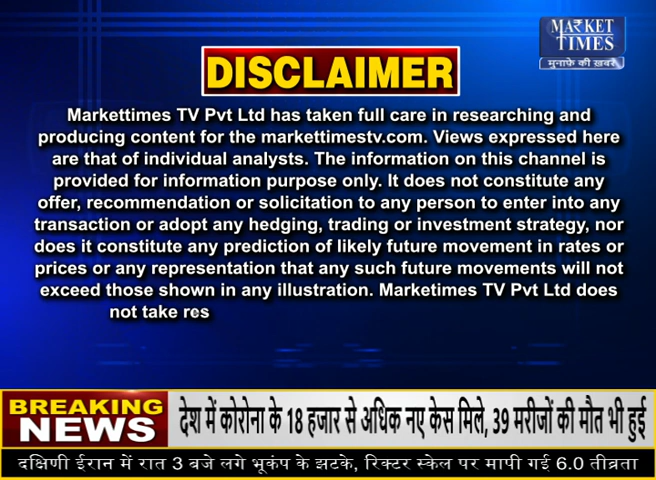 MARKET
TIMES
मुनाफे की ख़बर
DISCLAIMER
Markettimes TV Pvt Ltd has taken full care in researching and
producing content for the markettimestv.com. Views expressed here
are that of individual analysts. The information on this channel is
provided for information purpose only. It does not constitute any
offer, recommendation or solicitation to any person to enter into any
transaction or adopt any hedging, trading or investment strategy, nor
does it constitute any prediction of likely future movement in rates or
prices or any representation that any such future movements will not
exceed those shown in any illustration. Marketimes TV Pvt Ltd does
not take res
BREAKING
NEWS
देश में कोरोना के 18 हजार से अधिक नए केस मिले, 39 मरीजों की मौत भी हुई
दक्षिणी ईरान में रात 3 बजे लगे भूकंप के झटके, रिक्टर स्केल पर मापी गई 6.0 तीव्रता